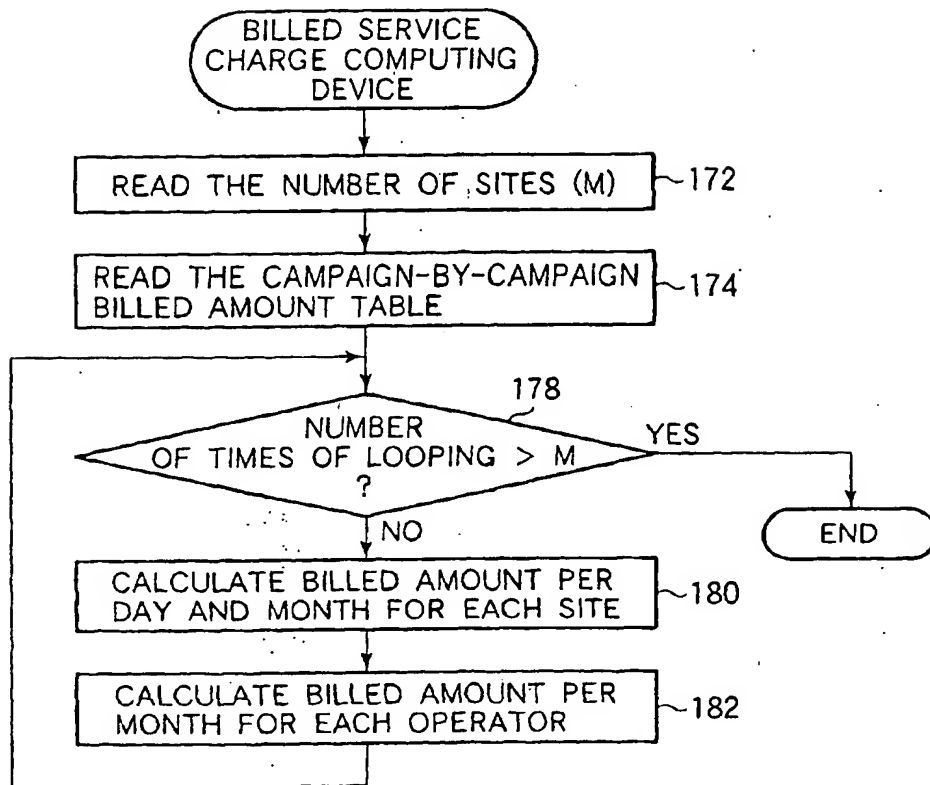 BILLED SERVICE
CHARGE COMPUTING
DEVICE
READ THE NUMBER OF SITES (M)
172
READ THE CAMPAIGN-BY-CAMPAIGN
BILLED AMOUNT TABLE
174
178
NUMBER
OF TIMES OF LOOPING > M
?
YES
NO
END
CALCULATE BILLED AMOUNT PER
DAY AND MONTH FOR EACH SITE
180
CALCULATE BILLED AMOUNT PER
MONTH FOR EACH OPERATOR
182